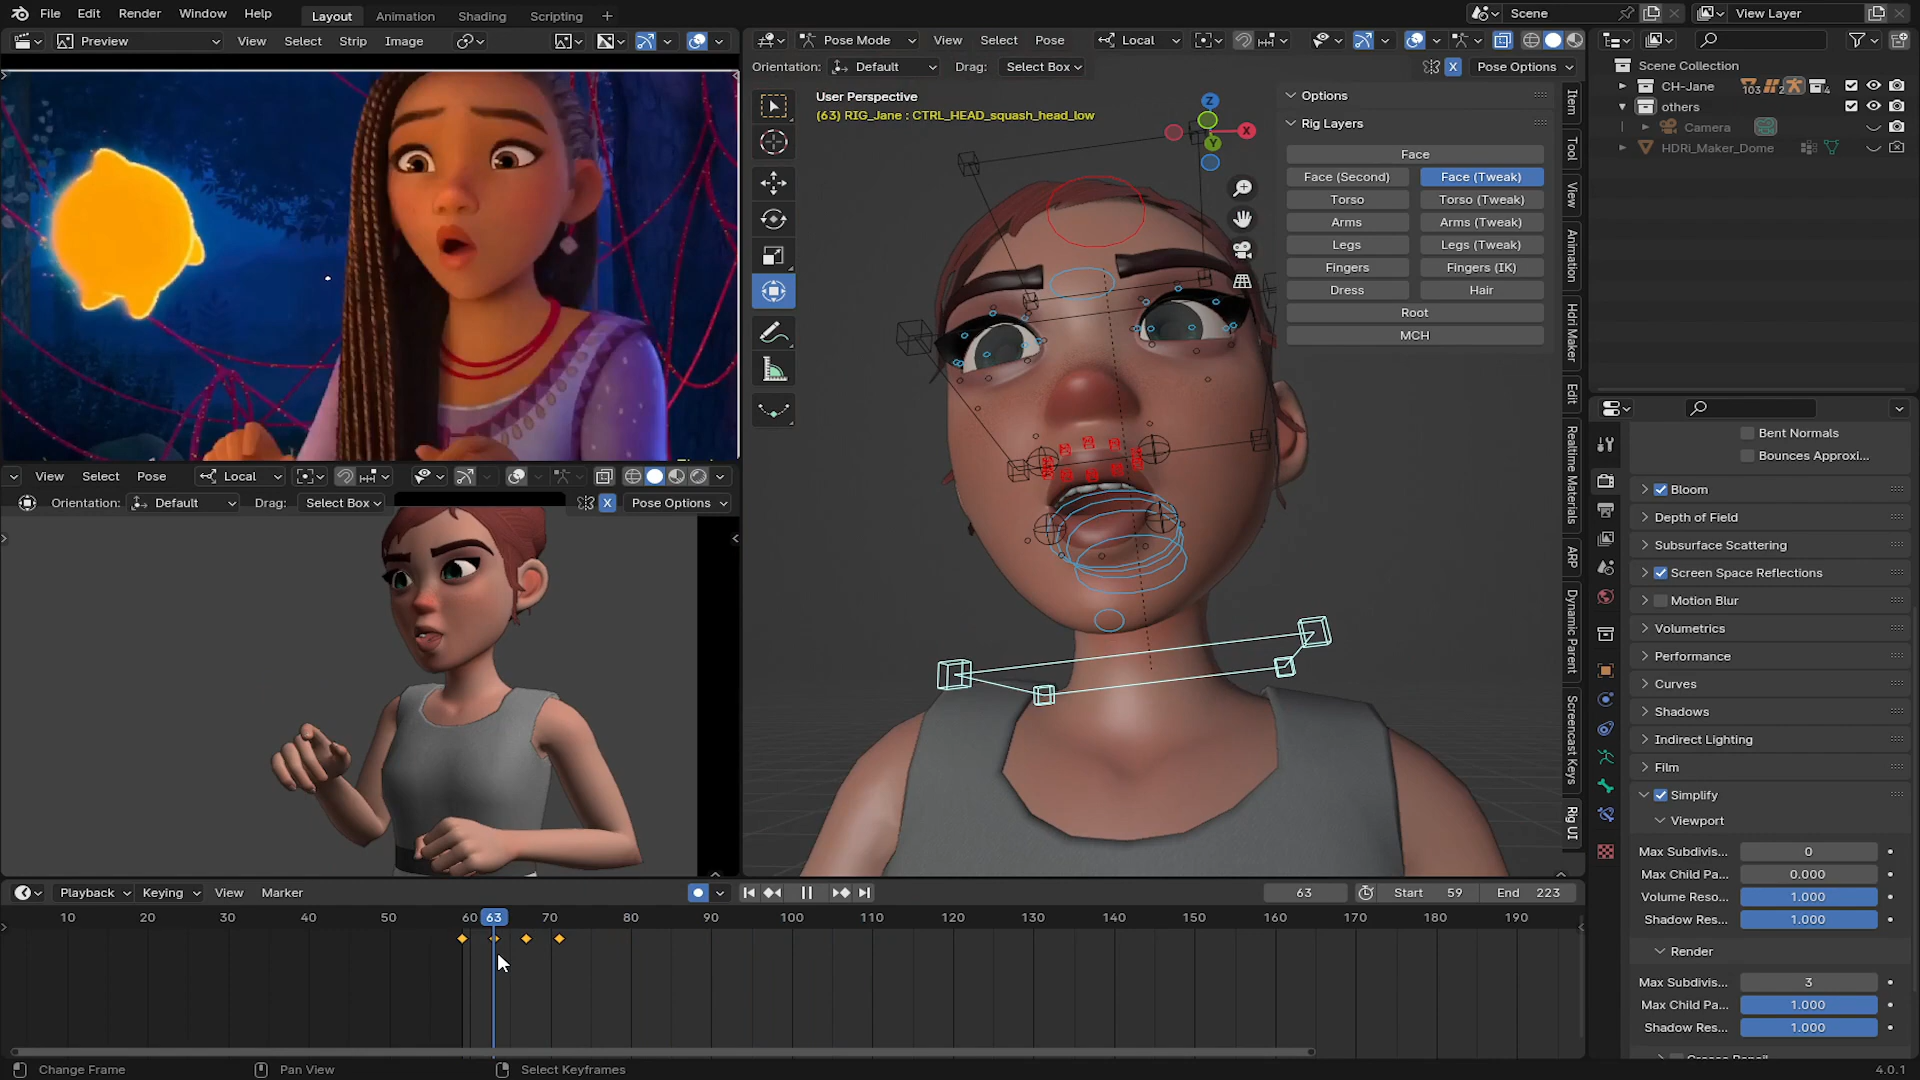 File Edit Render Window Help Layout Animation Shading Scripting + Scene View Layer
Preview View Select Strip Image
Pose Mode View Select Pose Local
Orientation: Default Drag: Select Box X Pose Options
User Perspective
(63) RIG_Jane : CTRL_HEAD_squash_head_low
Z
X
Y
Options
Rig Layers
Face
Face (Second) Face (Tweak)
Torso Torso (Tweak)
Arms Arms (Tweak)
Legs Legs (Tweak)
Fingers Fingers (IK)
Dress Hair
Root
MCH
Item
Tool
View
Animation
Hdri Maker
Edit
Realtime Materials
ARP
Dynamic Parent
Screencast Keys
Rig UI
Scene Collection
CH-Jane 103 2 4
others
Camera
HDRi_Maker_Dome
Bent Normals
Bounces Approxi...
Bloom
Depth of Field
Subsurface Scattering
Screen Space Reflections
Motion Blur
Volumetrics
Performance
Curves
Shadows
Indirect Lighting
Film
Simplify
Viewport
Max Subdivis... 0
Max Child Pa... 0.000
Volume Reso... 1.000
Shadow Res... 1.000
Render
Max Subdivis... 3
Max Child Pa... 1.000
Shadow Res... 1.000
View Select Pose Local
Orientation: Default Drag: Select Box X Pose Options
Playback Keying View Marker 63 Start 59 End 223
10 20 30 40 50 60 63 70 80 90 100 110 120 130 140 150 160 170 180 190
Change Frame Pan View Select Keyframes 4.0.1